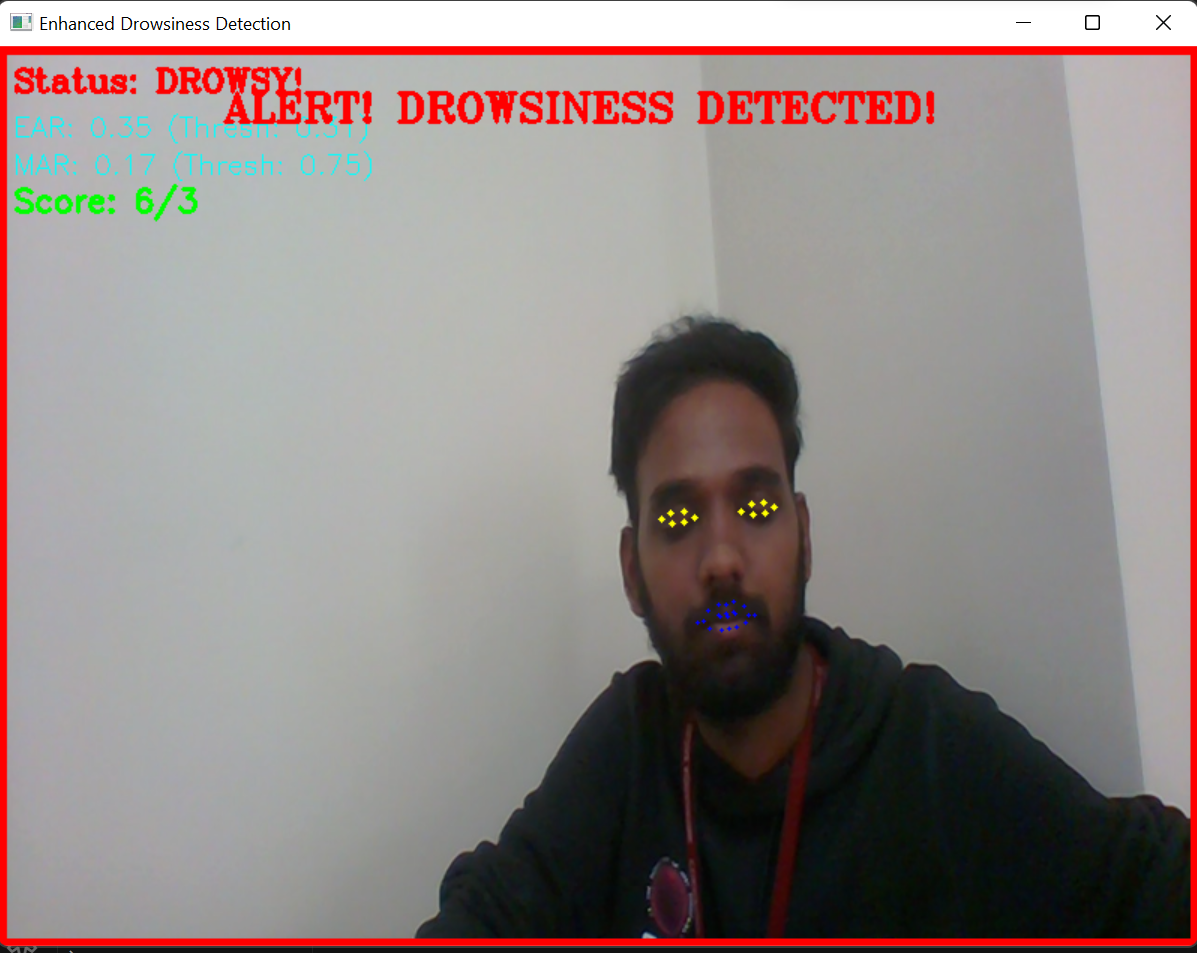 Enhanced Drowsiness Detection
Status: DROWSY!
ALERT! DROWSINESS DETECTED!
EAR: 0.35 (Thresh: 0.31)
MAR: 0.17 (Thresh: 0.75)
Score: 6/3